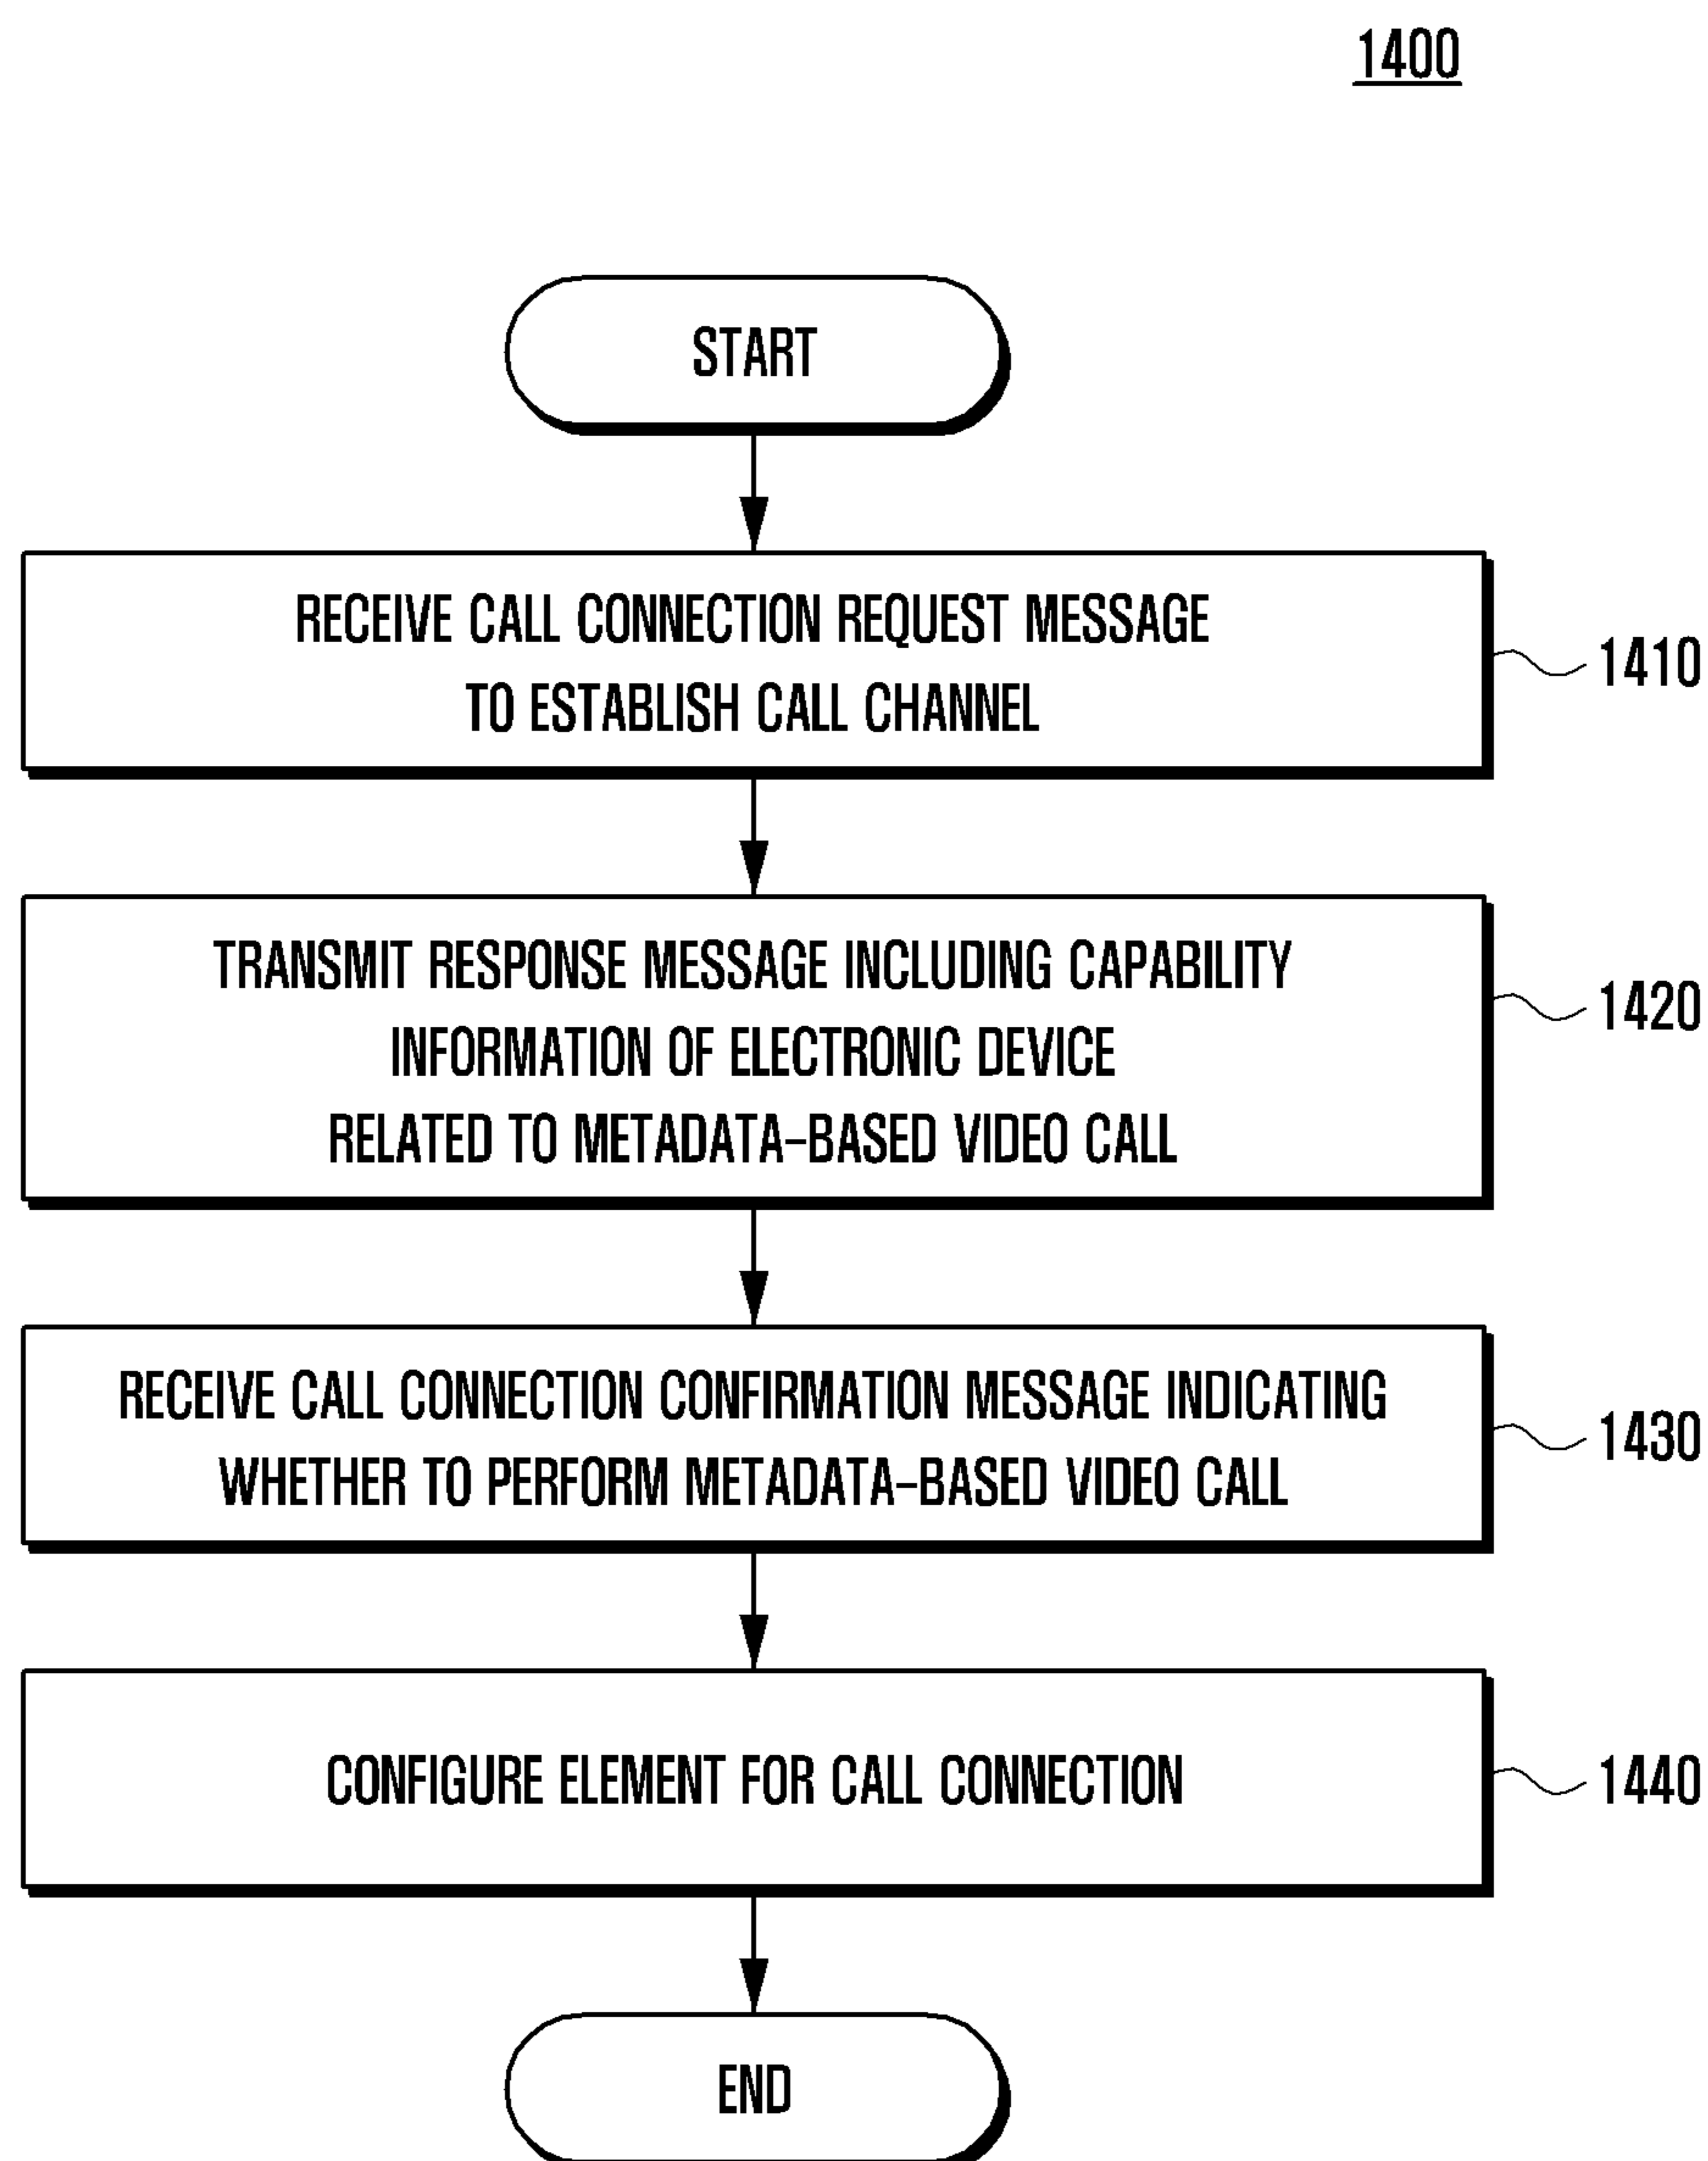 1400
START
RECEIVE CALL CONNECTION REQUEST MESSAGE
TO ESTABLISH CALL CHANNEL
1410
TRANSMIT RESPONSE MESSAGE INCLUDING CAPABILITY
INFORMATION OF ELECTRONIC DEVICE
RELATED TO METADATA–BASED VIDEO CALL
1420
RECEIVE CALL CONNECTION CONFIRMATION MESSAGE INDICATING
WHETHER TO PERFORM METADATA–BASED VIDEO CALL
1430
CONFIGURE ELEMENT FOR CALL CONNECTION
1440
END